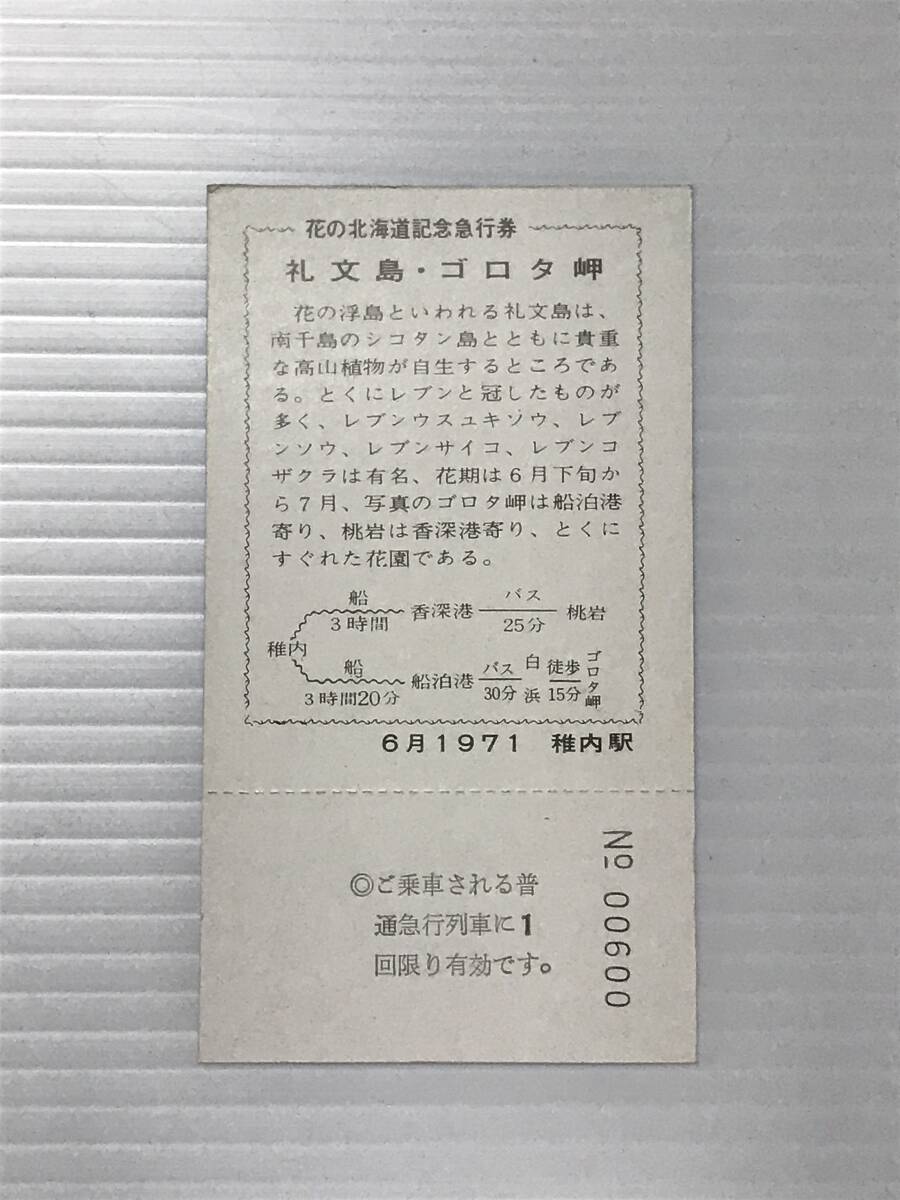 花の北海道記念急行券
礼文島・ゴロタ岬
花の浮島といわれる礼文島は、
南千島のシコタン島とともに貴重
な高山植物が自生するところであ
る。とくにレブンと冠したものが
多く、レブンウスユキソウ、レブ
ンソウ、レブンサイコ、レブンコ
ザクラは有名、花期は6月下旬か
ら7月、写真のゴロタ岬は船泊港
寄り、桃岩は香深港寄り、とくに
すぐれた花園である。
稚内
船
3時間
香深港
バス
25分
桃岩
船
3時間20分
船泊港
バス
30分
白浜
徒歩
15分
ゴロタ岬
6月1971 稚内駅
◎ご乗車される普
通急行列車に1
回限り有効です。
№ 00600